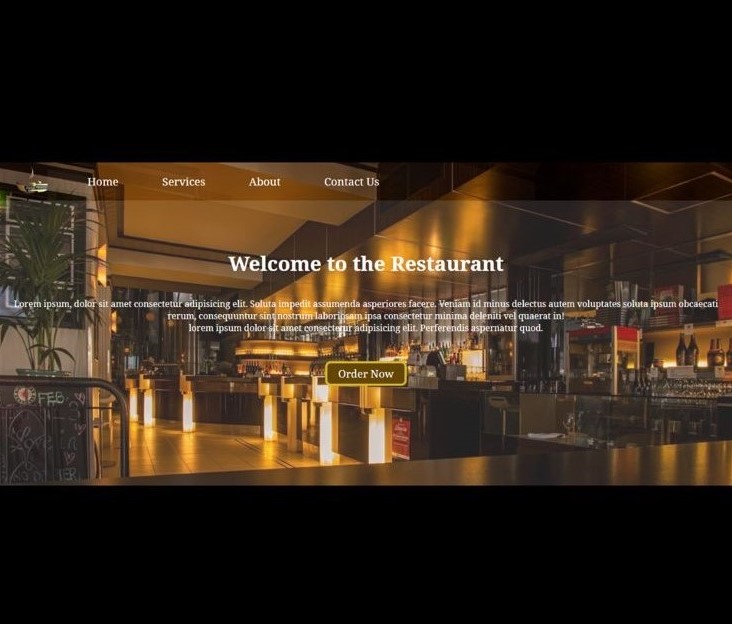 Home Services About Contact Us
Welcome to the Restaurant
Lorem ipsum, dolor sit amet consectetur adipisicing elit. Soluta impedit assumenda asperiores facere. Veniam id minus delectus autem voluptates soluta ipsum obcaecati
rerum, consequuntur sint nostrum laboriosam ipsa consectetur minima deleniti vel quaerat in!
lorem ipsum dolor sit amet consectetur adipisicing elit. Perferendis aspernatur quod.
Order Now
FEB